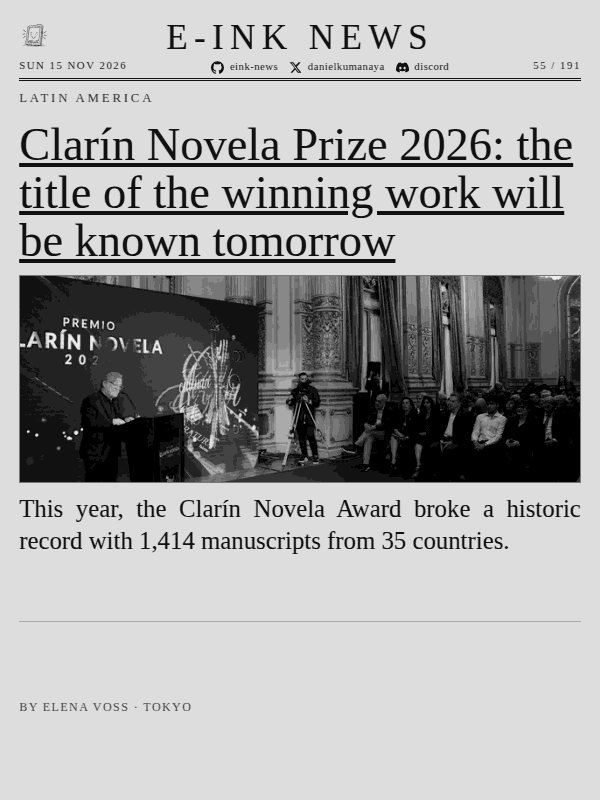 E-INK NEWS
SUN 15 NOV 2026
eink-news
danielkumanaya
discord
55 / 191
LATIN AMERICA
Clarín Novela Prize 2026: the
title of the winning work will
be known tomorrow
PREMIO
LARÍN NOVELA
202
This year, the Clarín Novela Award broke a historic
record with 1,414 manuscripts from 35 countries.
BY ELENA VOSS · TOKYO